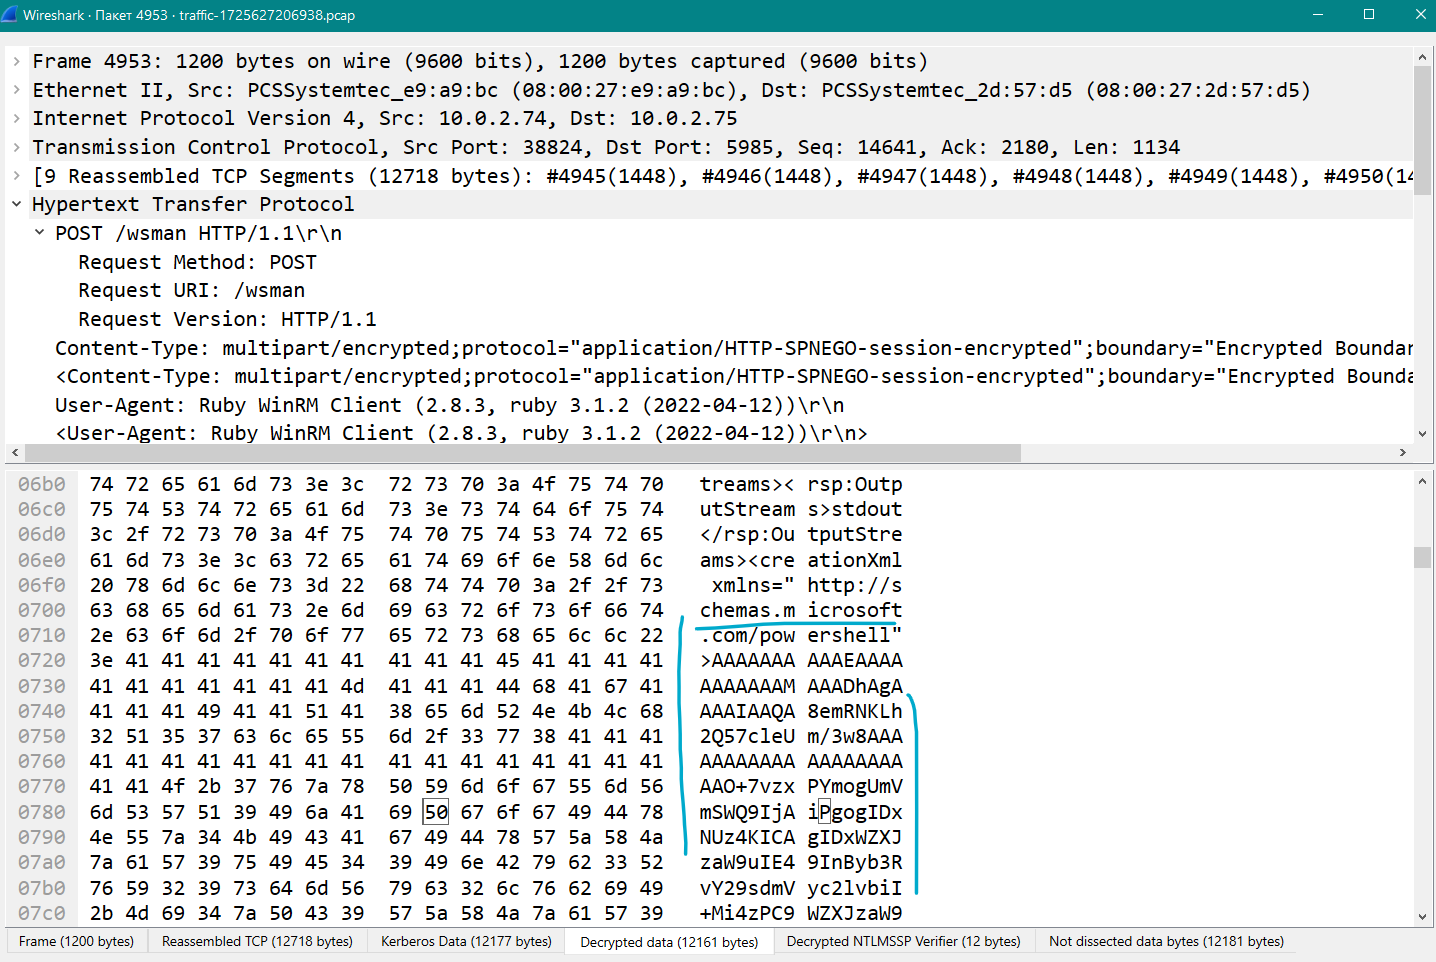 Wireshark · Пакет 4953 · traffic-1725627206938.pcap
Frame 4953: 1200 bytes on wire (9600 bits), 1200 bytes captured (9600 bits)
Ethernet II, Src: PCSSystemtec_e9:a9:bc (08:00:27:e9:a9:bc), Dst: PCSSystemtec_2d:57:d5 (08:00:27:2d:57:d5)
Internet Protocol Version 4, Src: 10.0.2.74, Dst: 10.0.2.75
Transmission Control Protocol, Src Port: 38824, Dst Port: 5985, Seq: 14641, Ack: 2180, Len: 1134
[9 Reassembled TCP Segments (12718 bytes): #4945(1448), #4946(1448), #4947(1448), #4948(1448), #4949(1448), #4950(14
Hypertext Transfer Protocol
POST /wsman HTTP/1.1\r\n
Request Method: POST
Request URI: /wsman
Request Version: HTTP/1.1
Content-Type: multipart/encrypted;protocol="application/HTTP-SPNEGO-session-encrypted";boundary="Encrypted Boundar
<Content-Type: multipart/encrypted;protocol="application/HTTP-SPNEGO-session-encrypted";boundary="Encrypted Bounda
User-Agent: Ruby WinRM Client (2.8.3, ruby 3.1.2 (2022-04-12))\r\n
<User-Agent: Ruby WinRM Client (2.8.3, ruby 3.1.2 (2022-04-12))\r\n>
06b0 74 72 65 61 6d 73 3e 3c 72 73 70 3a 4f 75 74 70 treams>< rsp:Outp
06c0 75 74 53 74 72 65 61 6d 73 3e 73 74 64 6f 75 74 utStream s>stdout
06d0 3c 2f 72 73 70 3a 4f 75 74 70 75 74 53 74 72 65 </rsp:Ou tputStre
06e0 61 6d 73 3e 3c 63 72 65 61 74 69 6f 6e 58 6d 6c ams><cre ationXml
06f0 20 78 6d 6c 6e 73 3d 22 68 74 74 70 3a 2f 2f 73 xmlns=" http://s
0700 63 68 65 6d 61 73 2e 6d 69 63 72 6f 73 6f 66 74 chemas.m icrosoft
0710 2e 63 6f 6d 2f 70 6f 77 65 72 73 68 65 6c 6c 22 .com/pow ershell"
0720 3e 41 41 41 41 41 41 41 41 41 41 45 41 41 41 41 >AAAAAAA AAAEAAAA
0730 41 41 41 41 41 41 41 4d 41 41 41 44 68 41 67 41 AAAAAAAM AAADhAgA
0740 41 41 41 49 41 41 51 41 38 65 6d 52 4e 4b 4c 68 AAAIAAQA 8emRNKLh
0750 32 51 35 37 63 6c 65 55 6d 2f 33 77 38 41 41 41 2Q57cleU m/3w8AAA
0760 41 41 41 41 41 41 41 41 41 41 41 41 41 41 41 41 AAAAAAAA AAAAAAAA
0770 41 41 4f 2b 37 76 7a 78 50 59 6d 6f 67 55 6d 56 AAO+7vzx PYmogUmV
0780 6d 53 57 51 39 49 6a 41 69 50 67 6f 67 49 44 78 mSWQ9IjA iPgogIDx
0790 4e 55 7a 34 4b 49 43 41 67 49 44 78 57 5a 58 4a NUz4KICA gIDxWZXJ
07a0 7a 61 57 39 75 49 45 34 39 49 6e 42 79 62 33 52 zaW9uIE4 9InByb3R
07b0 76 59 32 39 73 64 6d 56 79 63 32 6c 76 62 69 49 vY29sdmV yc2lvbiI
07c0 2b 4d 69 34 7a 50 43 39 57 5a 58 4a 7a 61 57 39 +Mi4zPC9 WZXJzaW9
Frame (1200 bytes) Reassembled TCP (12718 bytes) Kerberos Data (12177 bytes) Decrypted data (12161 bytes) Decrypted NTLMSSP Verifier (12 bytes) Not dissected data bytes (12181 bytes)